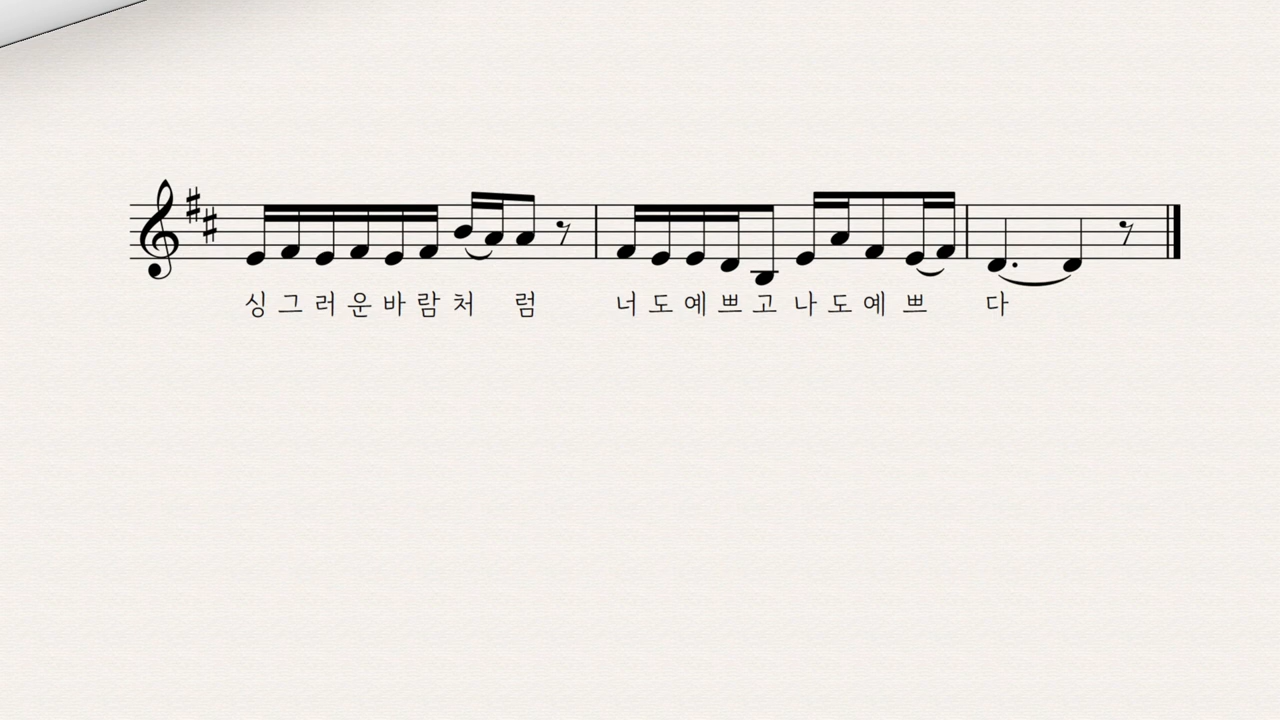 싱 그 러 운 바 람 처 럼 너 도 예 쁘 고 나 도 예 쁘 다